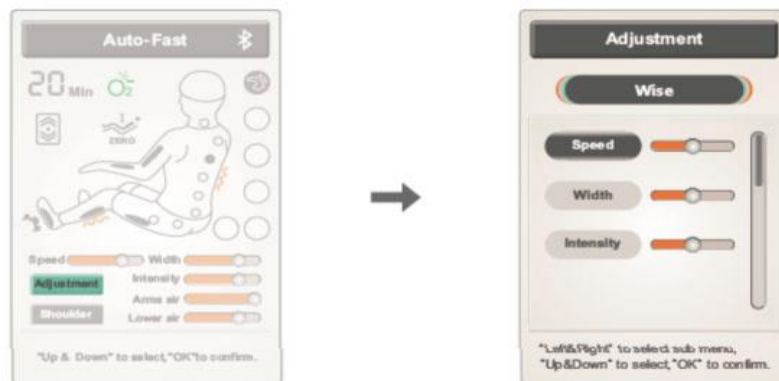 Auto-Fast
20 Min O2
ZERO
Speed Width
Adjustment Intensity
Arms air
Shoulder Lower air
"Up & Down" to select,"OK"to confirm.
Adjustment
Wise
Speed
Width
Intensity
"Left&Right" to select sub menu,
"Up&Down" to select, "OK" to confirm.